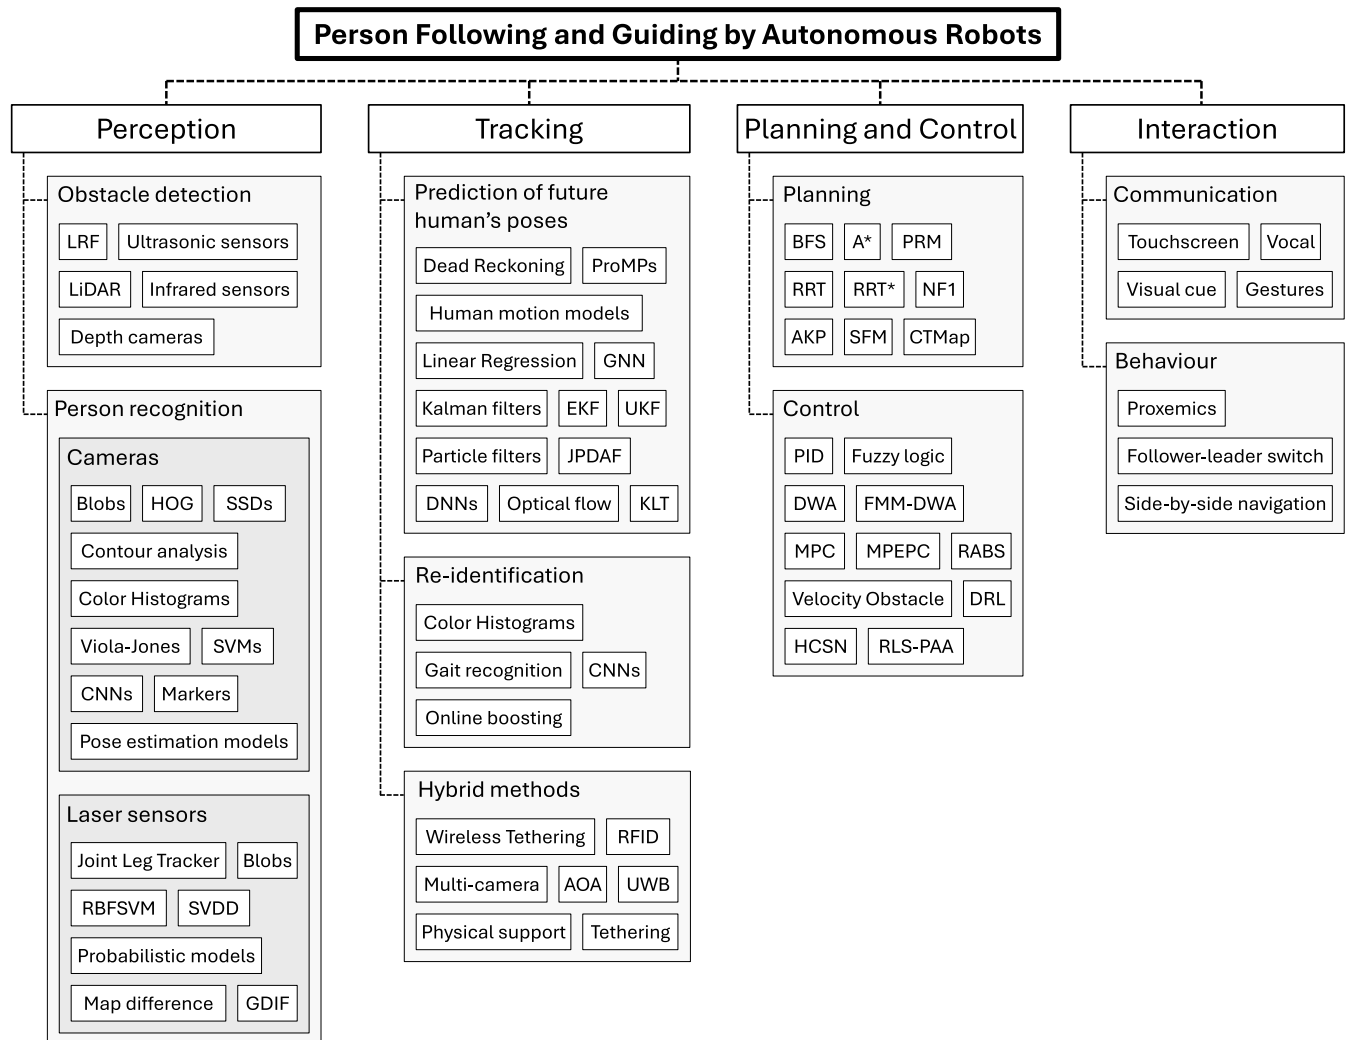 Person Following and Guiding by Autonomous Robots
Perception
Obstacle detection
LRF
Ultrasonic sensors
LiDAR
Infrared sensors
Depth cameras
Person recognition
Cameras
Blobs
HOG
SSDs
Contour analysis
Color Histograms
Viola-Jones
SVMs
CNNs
Markers
Pose estimation models
Laser sensors
Joint Leg Tracker
Blobs
RBFSVM
SVDD
Probabilistic models
Map difference
GDIF
Tracking
Prediction of future
human's poses
Dead Reckoning
ProMPs
Human motion models
Linear Regression
GNN
Kalman filters
EKF
UKF
Particle filters
JPDAF
DNNs
Optical flow
KLT
Re-identification
Color Histograms
Gait recognition
CNNs
Online boosting
Hybrid methods
Wireless Tethering
RFID
Multi-camera
AOA
UWB
Physical support
Tethering
Planning and Control
Planning
BFS
A*
PRM
RRT
RRT*
NF1
AKP
SFM
CTMap
Control
PID
Fuzzy logic
DWA
FMM-DWA
MPC
MPEPC
RABS
Velocity Obstacle
DRL
HCSN
RLS-PAA
Interaction
Communication
Touchscreen
Vocal
Visual cue
Gestures
Behaviour
Proxemics
Follower-leader switch
Side-by-side navigation